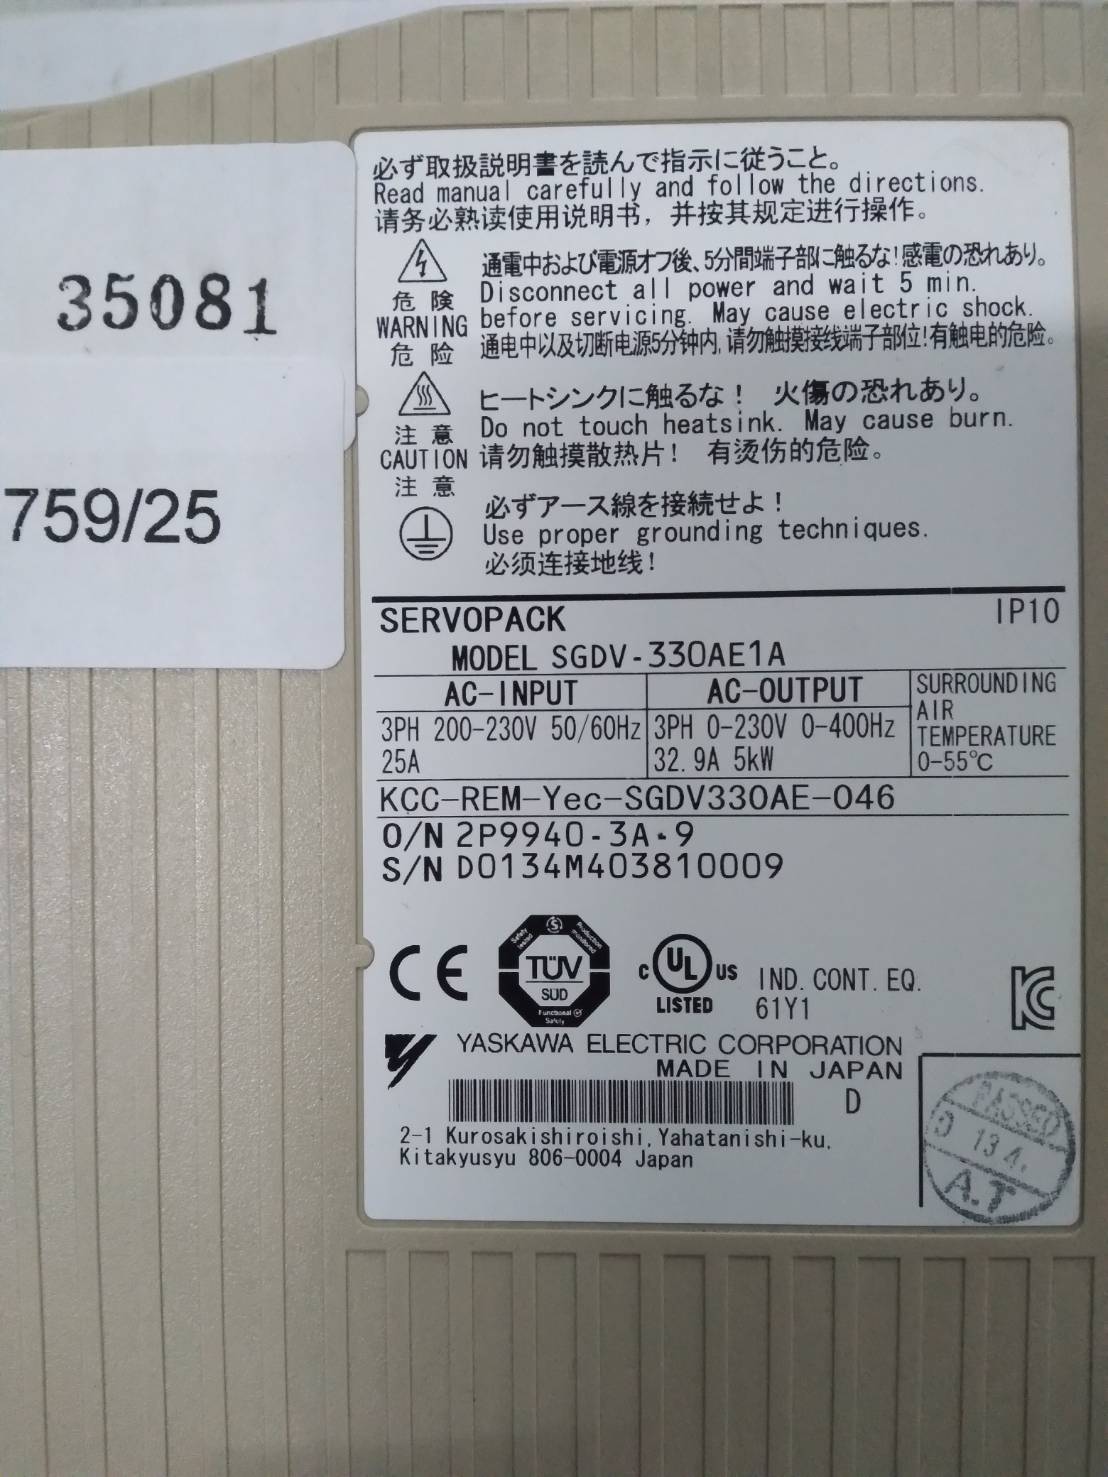 35081
759/25
必ず取扱説明書を読んで指示に従うこと。
Read manual carefully and follow the directions.
请务必熟读使用说明书，并按其规定进行操作。
危 険
WARNING
危 险
通電中および電源オフ後、5分間端子部に触るな!感電の恐れあり。
Disconnect all power and wait 5 min.
before servicing. May cause electric shock.
通电中以及切断电源5分钟内,请勿触摸接线端子部位!有触电的危险。
注 意
CAUTION
注 意
ヒートシンクに触るな！ 火傷の恐れあり。
Do not touch heatsink. May cause burn.
请勿触摸散热片！ 有烫伤的危险。
必ずアース線を接続せよ！
Use proper grounding techniques.
必须连接地线!
SERVOPACK
IP10
MODEL SGDV-330AE1A
AC-INPUT
3PH 200-230V 50/60Hz
25A
AC-OUTPUT
3PH 0-230V 0-400Hz
32.9A 5kW
SURROUNDING
AIR
TEMPERATURE
0-55℃
KCC-REM-Yec-SGDV330AE-046
O/N 2P9940-3A-9
S/N D0134M403810009
CE
Safety tested
Production monitored
TÜV
SÜD
Functional
Safety
C UL US
LISTED
IND. CONT. EQ.
61Y1
YASKAWA ELECTRIC CORPORATION
MADE IN JAPAN
D
2-1 Kurosakishiroishi, Yahatanishi-ku,
Kitakyusyu 806-0004 Japan
PASSED
D 13.4.
A.T